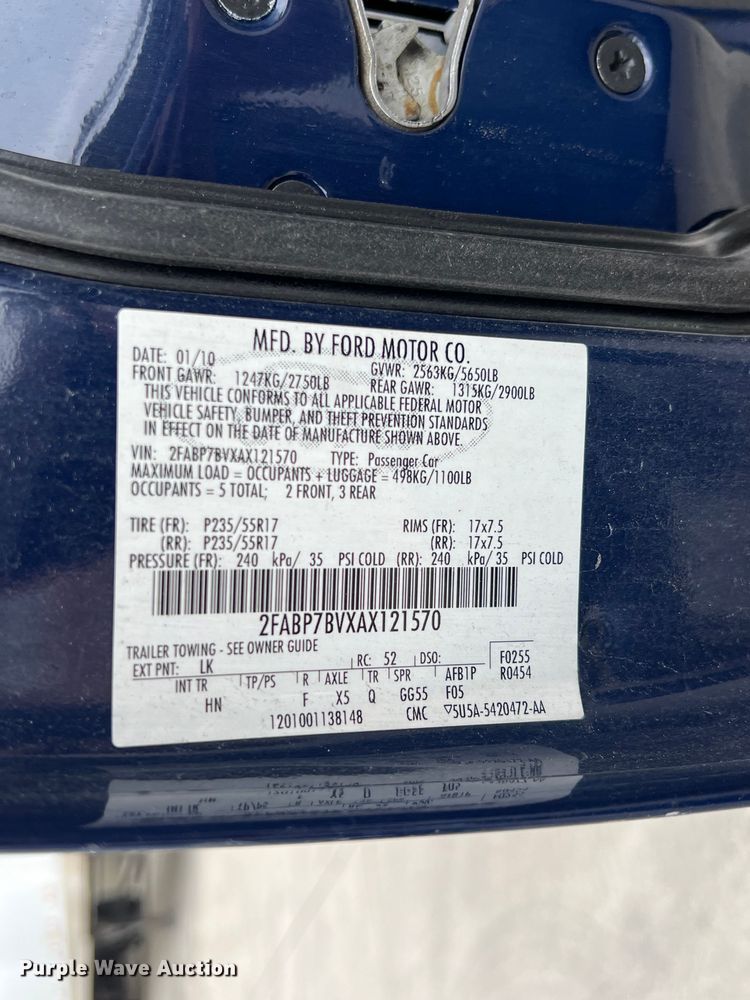 MFD. BY FORD MOTOR CO.
DATE: 01/10 GVWR: 2563KG/5650LB
FRONT GAWR: 1247KG/2750LB REAR GAWR: 1315KG/2900LB
THIS VEHICLE CONFORMS TO ALL APPLICABLE FEDERAL MOTOR
VEHICLE SAFETY, BUMPER, AND THEFT PREVENTION STANDARDS
IN EFFECT ON THE DATE OF MANUFACTURE SHOWN ABOVE.
VIN: 2FABP7BVXAX121570 TYPE: Passenger Car
MAXIMUM LOAD = OCCUPANTS + LUGGAGE = 498KG/1100LB
OCCUPANTS = 5 TOTAL; 2 FRONT, 3 REAR
TIRE (FR): P235/55R17 RIMS (FR): 17x7.5
(RR): P235/55R17 (RR): 17x7.5
PRESSURE (FR): 240 kPa/ 35 PSI COLD (RR): 240 kPa/ 35 PSI COLD
2FABP7BVXAX121570
TRAILER TOWING - SEE OWNER GUIDE
EXT PNT: LK RC: 52 DSO: F0255
INT TR TP/PS R AXLE TR SPR AFB1P R0454
HN F X5 Q GG55 F05
1201001138148 CMC ▽5U5A-5420472-AA
Purple Wave Auction